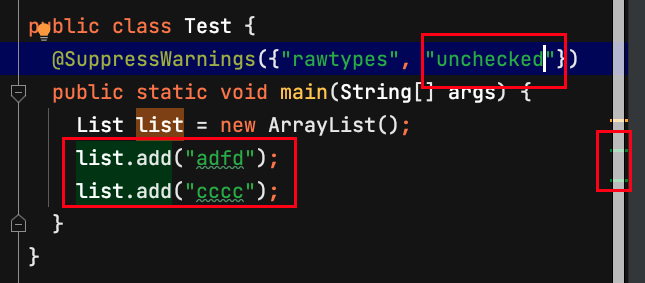 public class Test {
@SuppressWarnings({"rawtypes", "unchecked"})
public static void main(String[] args) {
List list = new ArrayList();
list.add("adfd");
list.add("cccc");
}
}